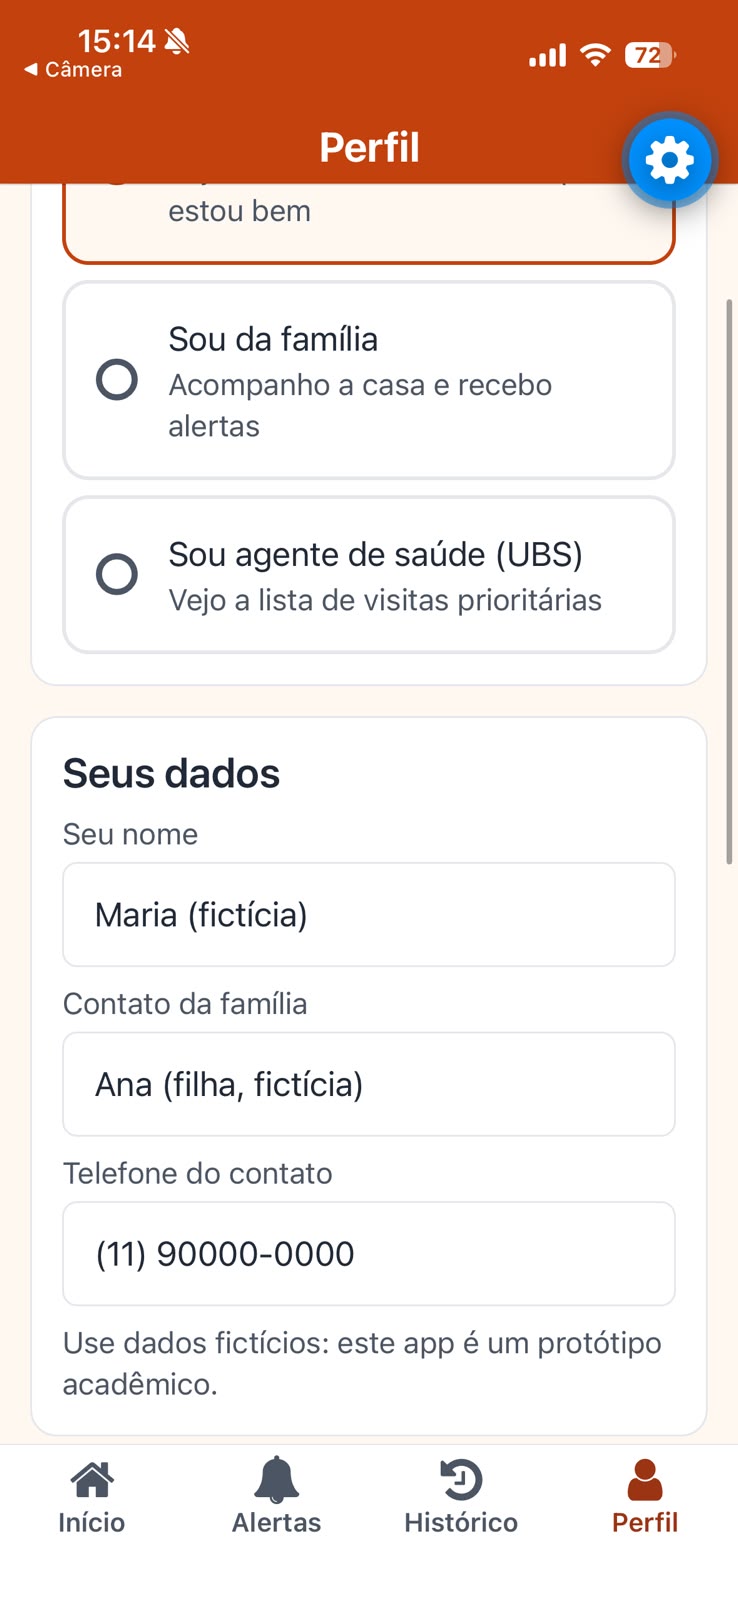 15:14
72
◀ Câmera
Perfil
estou bem
Sou da família
Acompanho a casa e recebo
alertas
Sou agente de saúde (UBS)
Vejo a lista de visitas prioritárias
Seus dados
Seu nome
Maria (fictícia)
Contato da família
Ana (filha, fictícia)
Telefone do contato
(11) 90000-0000
Use dados fictícios: este app é um protótipo
acadêmico.
Início
Alertas
Histórico
Perfil